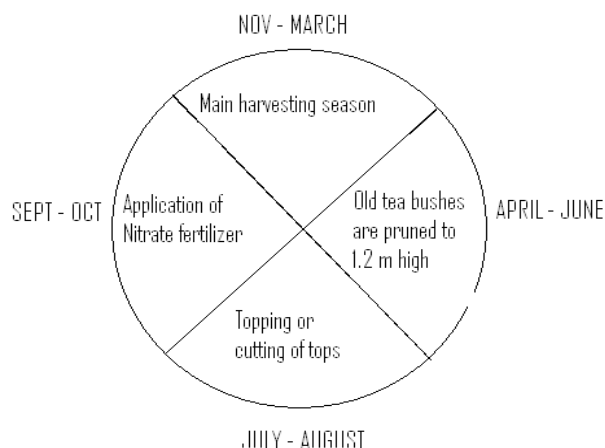 NOV - MARCH
Main harvesting season
SEPT - OCT
Application of
Nitrate fertilizer
Old tea bushes
are pruned to
1.2 m high
APRIL - JUNE
Topping or
cutting of tops
JULY - AUGUST